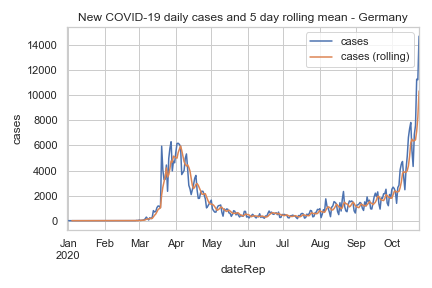 New COVID-19 daily cases and 5 day rolling mean - Germany
cases
cases (rolling)
14000
12000
10000
8000
6000
4000
2000
0
cases
Jan Feb Mar Apr May Jun Jul Aug Sep Oct
2020
dateRep